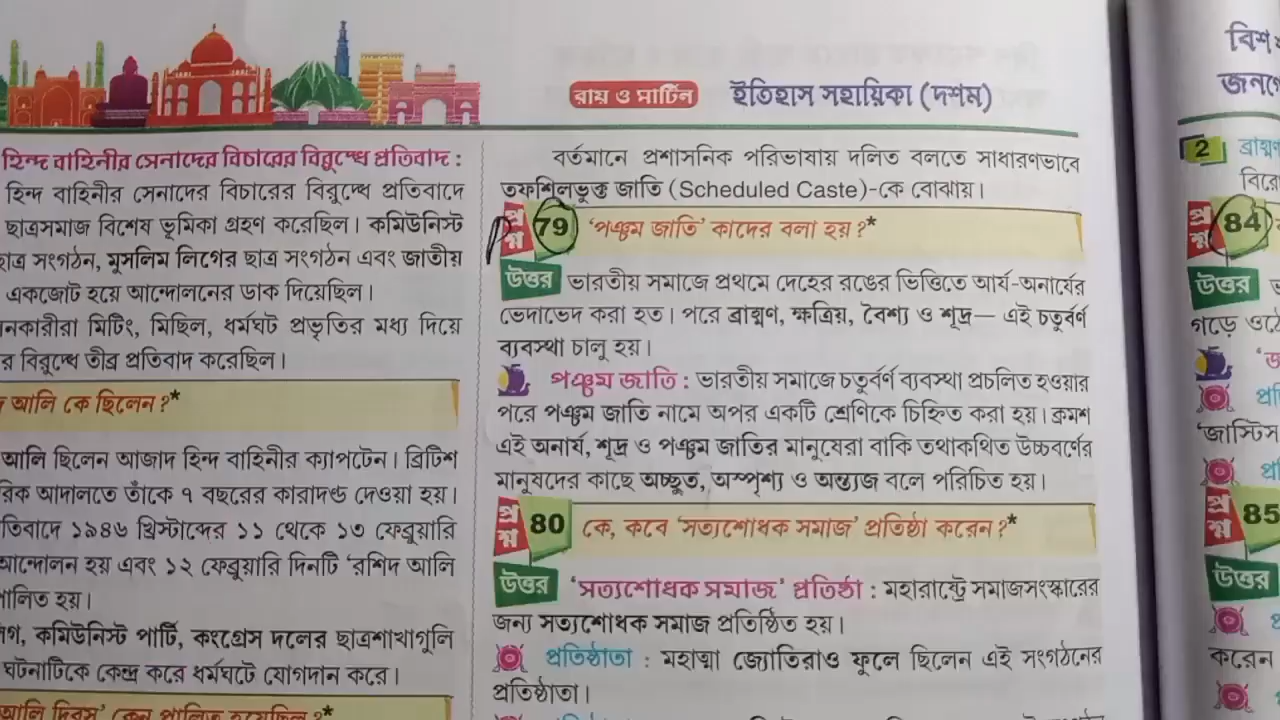 রায় ও মার্টিন ইতিহাস সহায়িকা (দশম)
হিন্দ বাহিনীর সেনাদের বিচারের বিরুদ্ধে প্রতিবাদ :
হিন্দ বাহিনীর সেনাদের বিচারের বিরুদ্ধে প্রতিবাদে
ছাত্রসমাজ বিশেষ ভূমিকা গ্রহণ করেছিল। কমিউনিস্ট
ছাত্র সংগঠন, মুসলিম লিগের ছাত্র সংগঠন এবং জাতীয়
একজোট হয়ে আন্দোলনের ডাক দিয়েছিল।
মিটিং, মিছিল, ধর্মঘট প্রভৃতির মধ্য দিয়ে
র বিরুদ্ধে তীব্র প্রতিবাদ করেছিল।
আলি কে ছিলেন?*
আলি ছিলেন আজাদ হিন্দ বাহিনীর ক্যাপটেন। ব্রিটিশ
আদালতে তাঁকে ৭ বছরের কারাদণ্ড দেওয়া হয়।
১৯৪৬ খ্রিস্টাব্দের ১১ থেকে ১৩ ফেব্রুয়ারি
আন্দোলন হয় এবং ১২ ফেব্রুয়ারি দিনটি 'রশিদ আলি
পালিত হয়।
কমিউনিস্ট পার্টি, কংগ্রেস দলের ছাত্রশাখাগুলি
ঘটনাটিকে কেন্দ্র করে ধর্মঘটে যোগদান করে।
আলি দিবস' কেন পালিত হয়েছিল?*
বর্তমানে প্রশাসনিক পরিভাষায় দলিত বলতে সাধারণভাবে
তফশিলভুক্ত জাতি (Scheduled Caste)-কে বোঝায়।
প্রশ্ন 79 'পঞ্চম জাতি' কাদের বলা হয়?*
উত্তর ভারতীয় সমাজে প্রথমে দেহের রঙের ভিত্তিতে আর্য-অনার্যের
ভেদাভেদ করা হত। পরে ব্রাহ্মণ, ক্ষত্রিয়, বৈশ্য ও শূদ্র— এই চতুর্বর্ণ
ব্যবস্থা চালু হয়।
পঞ্চম জাতি : ভারতীয় সমাজে চতুর্বর্ণ ব্যবস্থা প্রচলিত হওয়ার
পরে পঞ্চম জাতি নামে অপর একটি শ্রেণিকে চিহ্নিত করা হয়। ক্রমশ
এই অনার্য, শূদ্র ও পঞ্চম জাতির মানুষেরা বাকি তথাকথিত উচ্চবর্ণের
মানুষদের কাছে অচ্ছুত, অস্পৃশ্য ও অন্ত্যজ বলে পরিচিত হয়।
প্রশ্ন 80 কে, কবে 'সত্যশোধক সমাজ' প্রতিষ্ঠা করেন?*
উত্তর 'সত্যশোধক সমাজ' প্রতিষ্ঠা : মহারাষ্ট্রে সমাজসংস্কারের
জন্য সত্যশোধক সমাজ প্রতিষ্ঠিত হয়।
প্রতিষ্ঠাতা : মহাত্মা জ্যোতিরাও ফুলে ছিলেন এই সংগঠনের
প্রতিষ্ঠাতা।
বিশ
2
প্রশ্ন 84
উত্তর
গড়ে
'জাস্টিস
প্রশ্ন 85
উত্তর
করেন